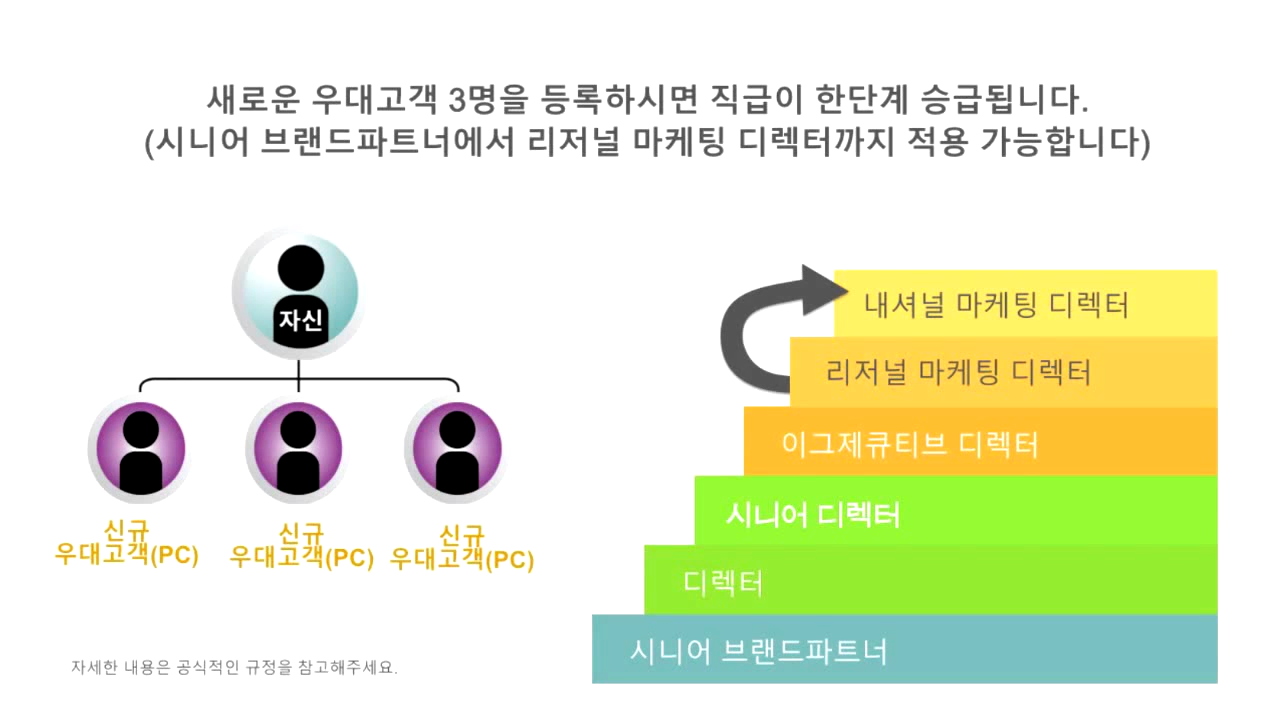 새로운 우대고객 3명을 등록하시면 직급이 한단계 승급됩니다.
(시니어 브랜드파트너에서 리저널 마케팅 디렉터까지 적용 가능합니다)
자신
신규
우대고객(PC)
신규
우대고객(PC)
신규
우대고객(PC)
내셔널 마케팅 디렉터
리저널 마케팅 디렉터
이그제큐티브 디렉터
시니어 디렉터
디렉터
시니어 브랜드파트너
자세한 내용은 공식적인 규정을 참고해주세요.